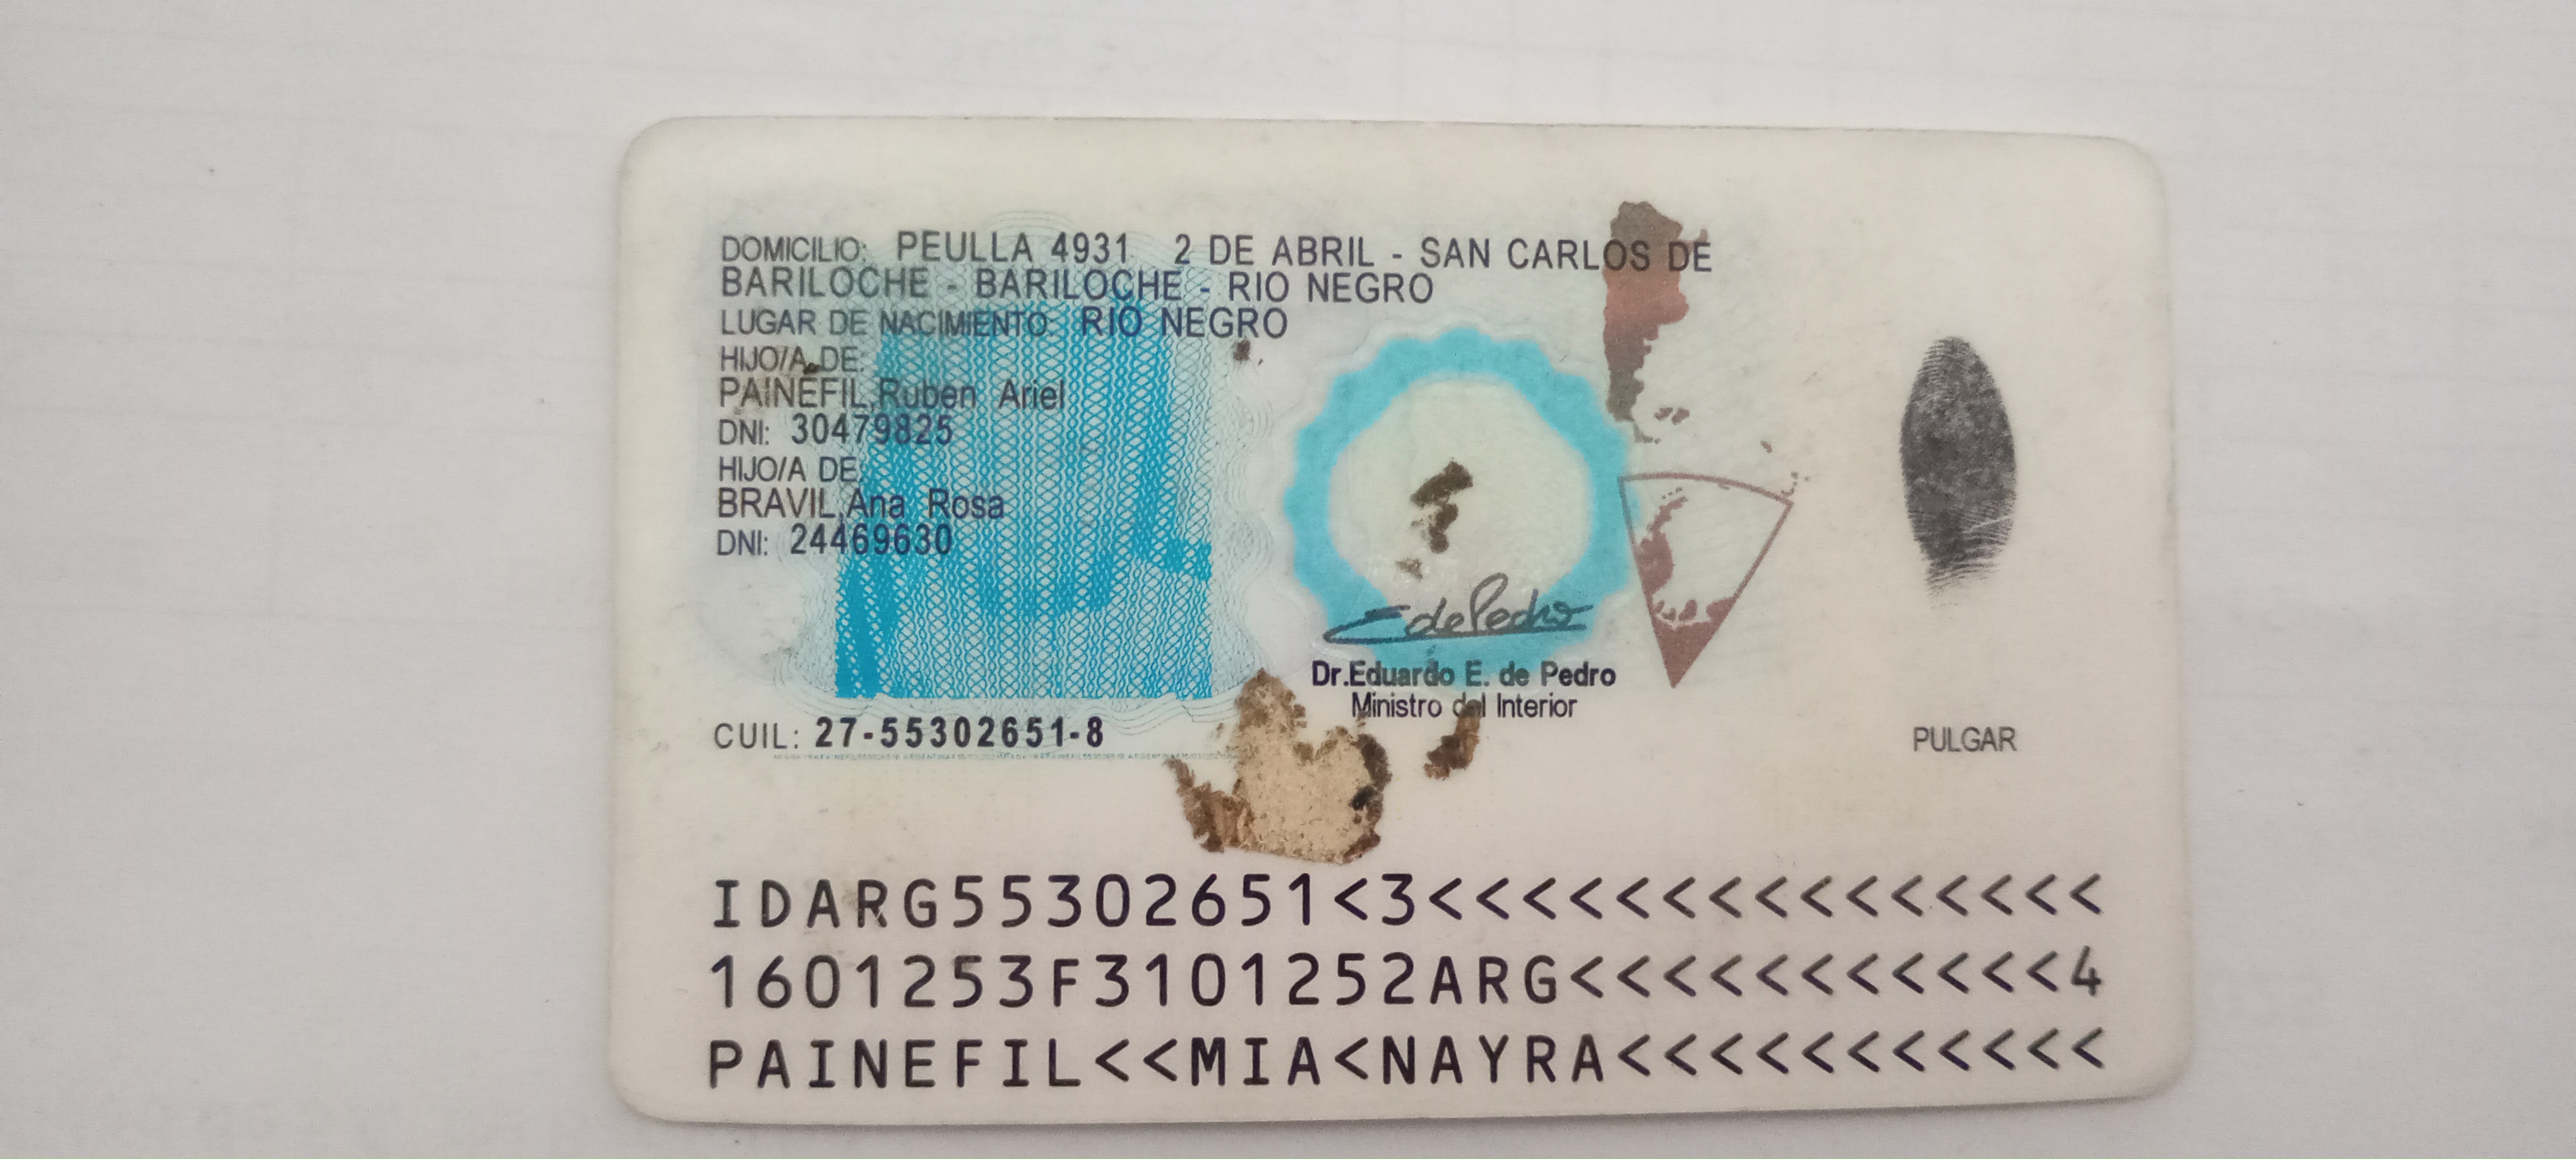 DOMICILIO: PEULLA 4931 2 DE ABRIL - SAN CARLOS DE
BARILOCHE - BARILOCHE - RIO NEGRO
LUGAR DE NACIMIENTO: RIO NEGRO
HIJO/A DE:
PAINEFIL,Ruben Ariel
DNI: 30479825
HIJO/A DE:
BRAVIL,Ana Rosa
DNI: 24469630
EdePedro
Dr.Eduardo E. de Pedro
Ministro del Interior
CUIL: 27-55302651-8
PULGAR
IDARG55302651<3<<<<<<<<<<<<<<<
1601253F3101252ARG<<<<<<<<<<<4
PAINEFIL<<MIA<NAYRA<<<<<<<<<<<